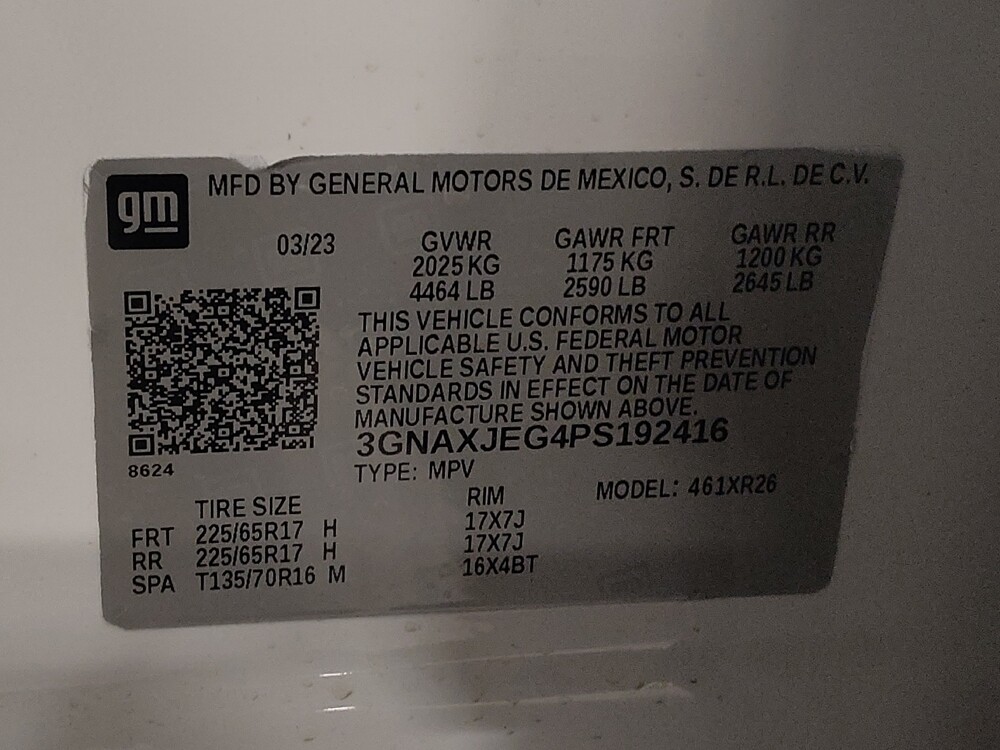 gm
MFD BY GENERAL MOTORS DE MEXICO, S. DE R.L. DE C.V.
03/23 GVWR GAWR FRT GAWR RR
2025 KG 1175 KG 1200 KG
4464 LB 2590 LB 2645 LB
THIS VEHICLE CONFORMS TO ALL
APPLICABLE U.S. FEDERAL MOTOR
VEHICLE SAFETY AND THEFT PREVENTION
STANDARDS IN EFFECT ON THE DATE OF
MANUFACTURE SHOWN ABOVE.
3GNAXJEG4PS192416
8624
TYPE: MPV MODEL: 461XR26
TIRE SIZE RIM
FRT 225/65R17 H 17X7J
RR 225/65R17 H 17X7J
SPA T135/70R16 M 16X4BT